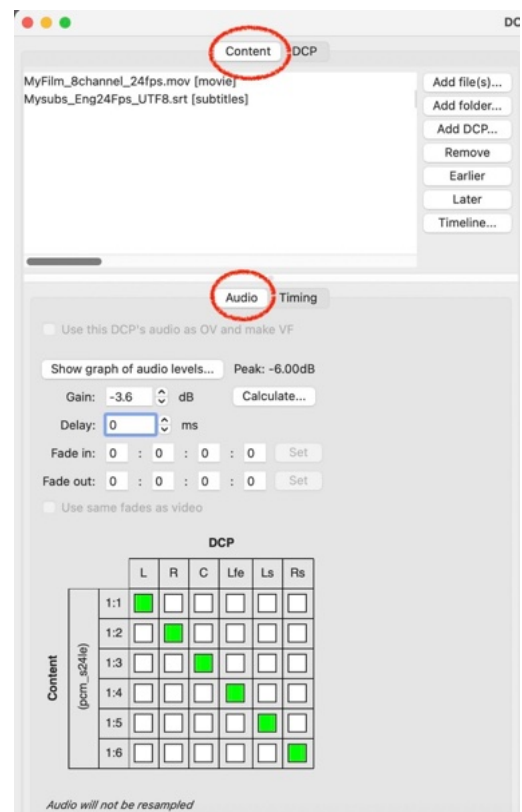 DC
Content DCP
MyFilm_8channel_24fps.mov [movie]
Mysubs_Eng24Fps_UTF8.srt [subtitles]
Add file(s)...
Add folder...
Add DCP...
Remove
Earlier
Later
Timeline...
Audio Timing
Use this DCP's audio as OV and make VF
Show graph of audio levels... Peak: -6.00dB
Gain: -3.6 dB Calculate...
Delay: 0 ms
Fade in: 0 : 0 : 0 : 0 Set
Fade out: 0 : 0 : 0 : 0 Set
Use same fades as video
DCP
L R C Lfe Ls Rs
Content
(pcm_s24le)
1:1
1:2
1:3
1:4
1:5
1:6
Audio will not be resampled